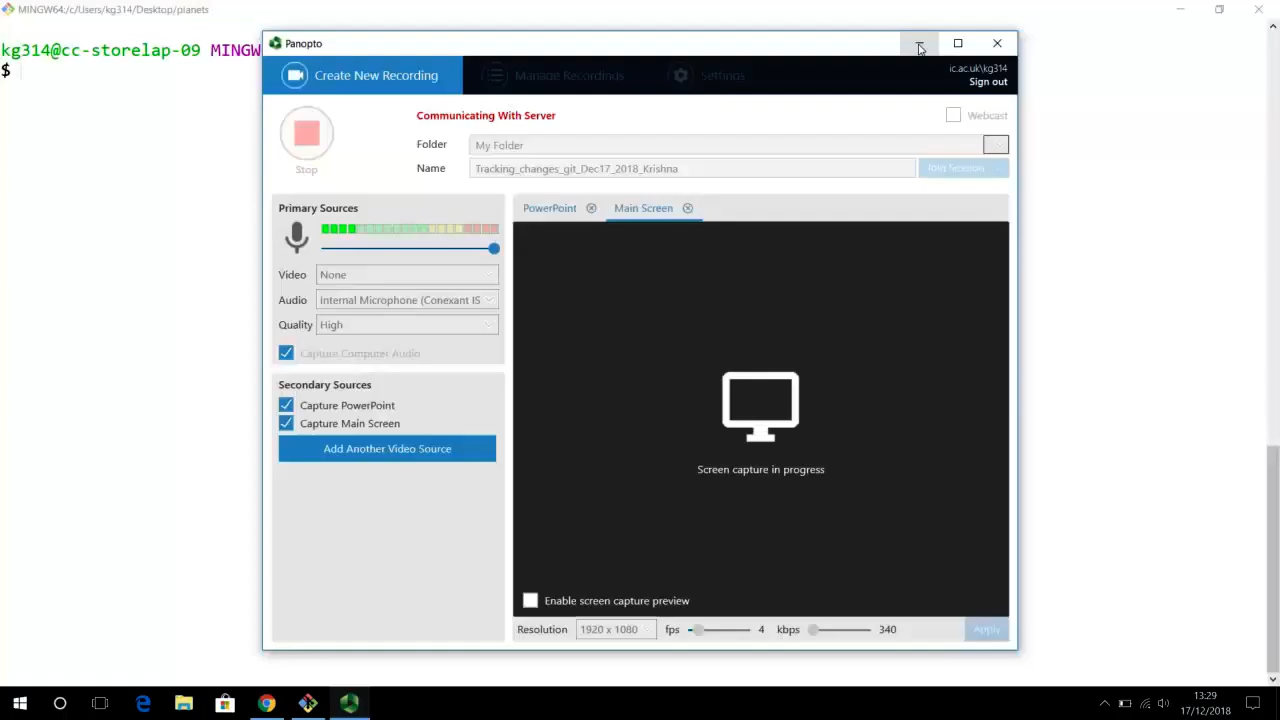 MINGW64:/c/Users/kg314/Desktop/planets
kg314@cc-storelap-09 MINGW
$
Panopto
Create New Recording
Manage Recordings
Settings
ic.ac.uk\kg314
Sign out
Stop
Communicating With Server
Webcast
Folder
My Folder
Name
Tracking_changes_git_Dec17_2018_Krishna
Primary Sources
Video
None
Audio
Internal Microphone (Conexant IS
Quality
High
Capture Computer Audio
Secondary Sources
Capture PowerPoint
Capture Main Screen
Add Another Video Source
PowerPoint
Main Screen
Screen capture in progress
Enable screen capture preview
Resolution
1920 x 1080
fps
4
kbps
340
Apply
13:29
17/12/2018